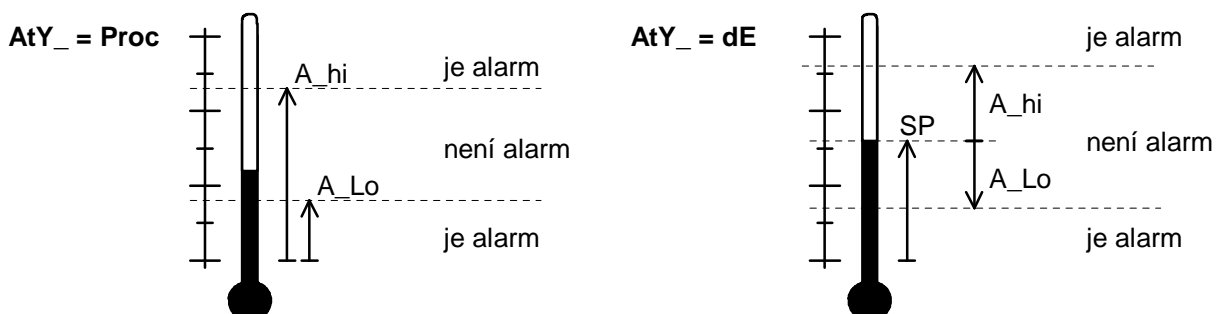 AtY_ = Proc
je alarm
A_hi
není alarm
A_Lo
je alarm
AtY_ = dE
je alarm
A_hi
SP
není alarm
A_Lo
je alarm